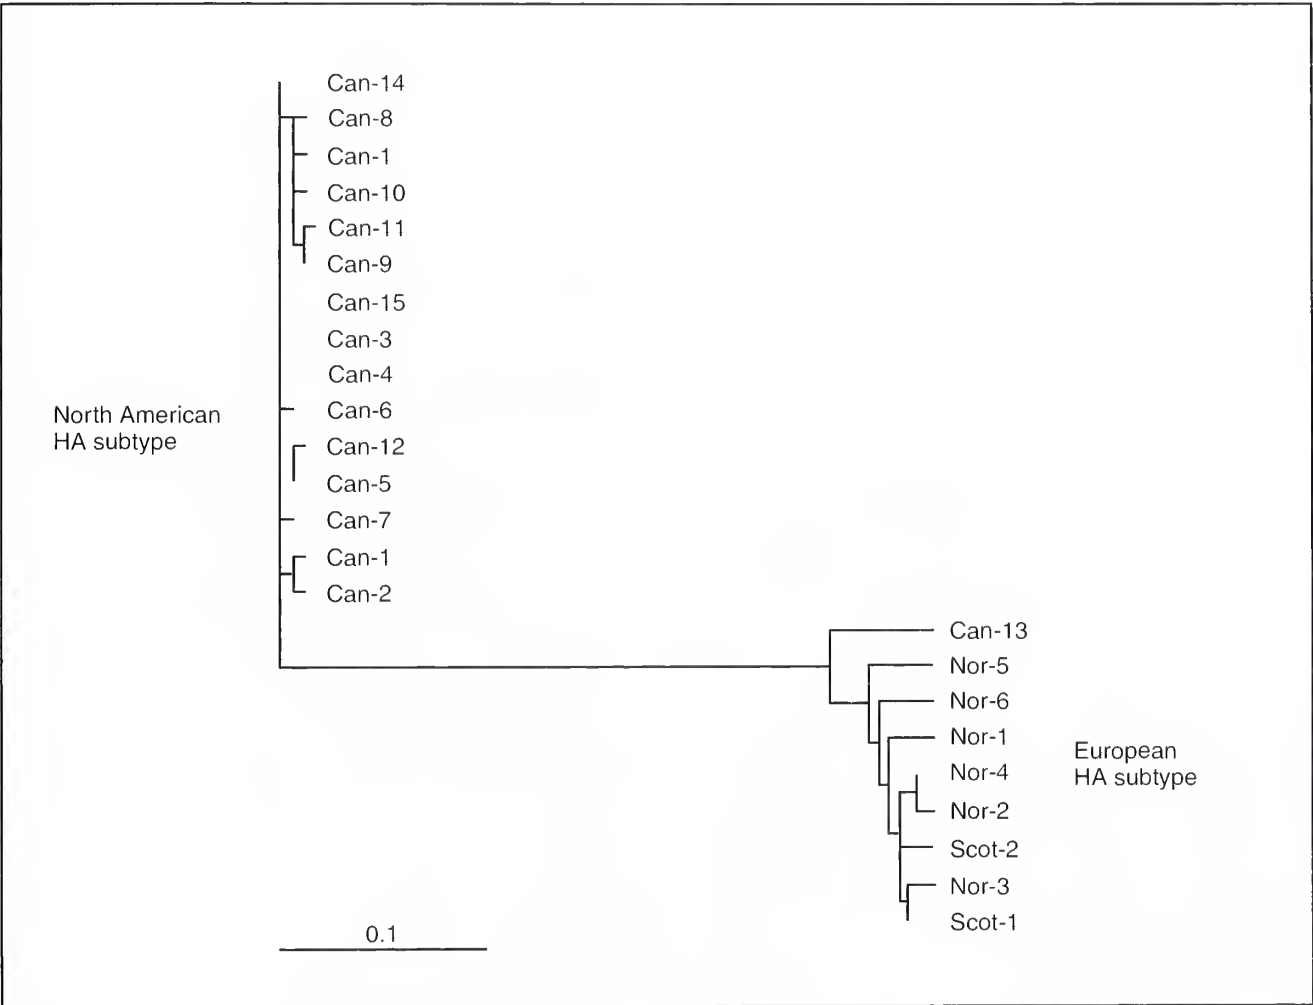 Can-14
Can-8
Can-1
Can-10
Can-11
Can-9
Can-15
Can-3
Can-4
North American
HA subtype
Can-6
Can-12
Can-5
Can-7
Can-1
Can-2
Can-13
Nor-5
Nor-6
Nor-1
Nor-4
Nor-2
Scot-2
Nor-3
Scot-1
European
HA subtype
0.1